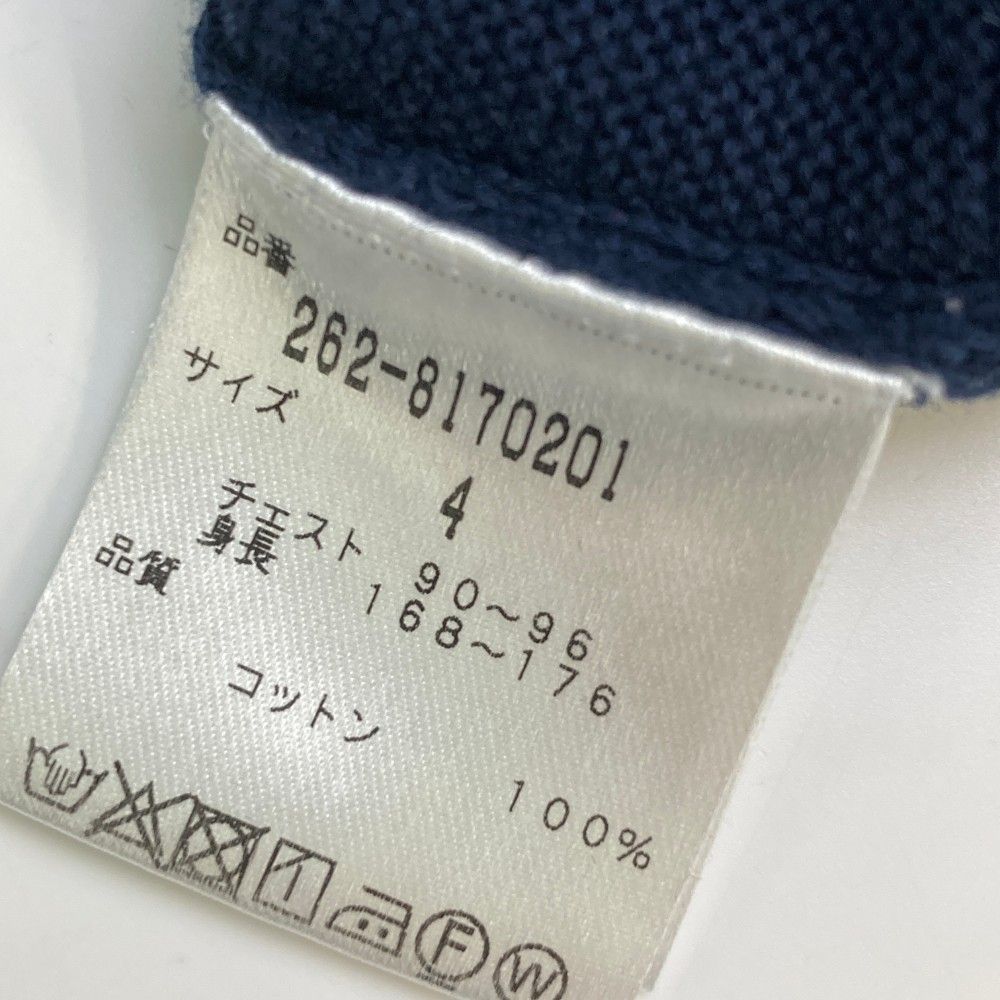 品番
262-8170201
サイズ
4
チェスト 90～96
身長 168～176
品質
コットン 100%
F W